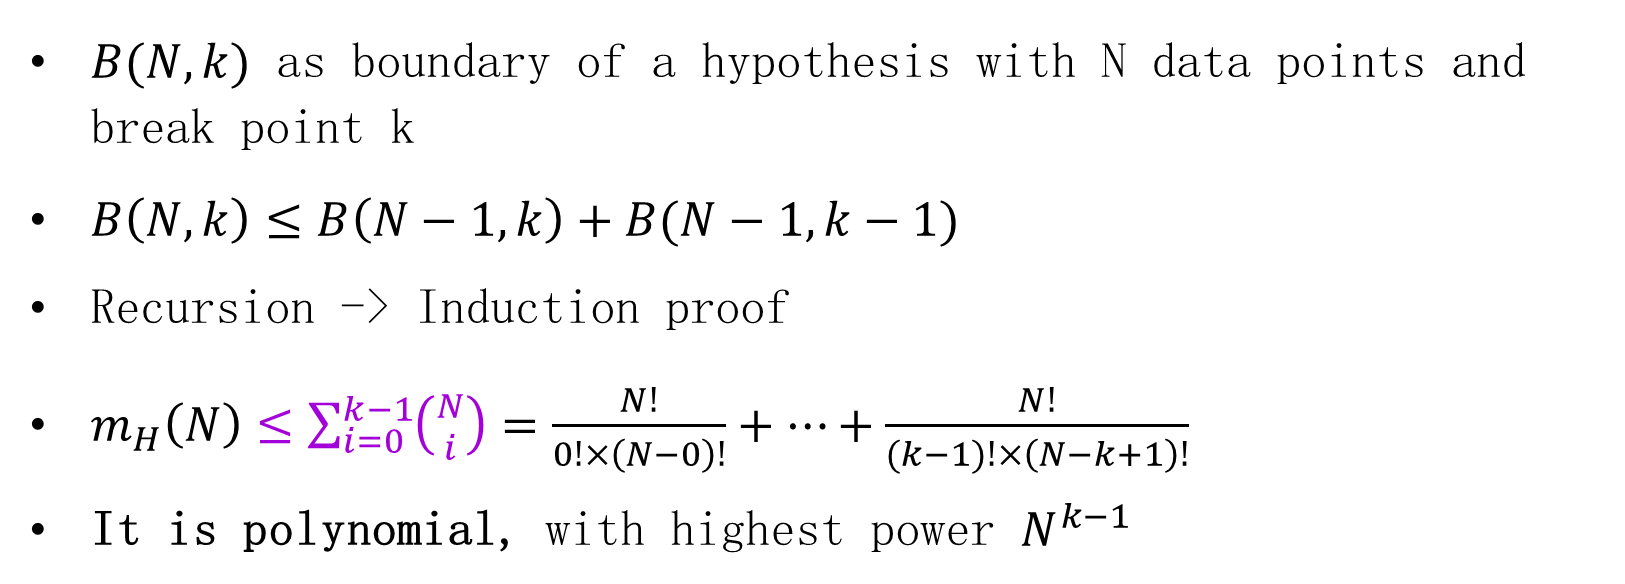 • B(N, k) as boundary of a hypothesis with N data points and
break point k
• B(N, k) ≤ B(N − 1, k) + B(N − 1, k − 1)
• Recursion -> Induction proof
• m_H(N) ≤ ∑_{i=0}^{k−1} (N i) = N!/(0!×(N−0)!) + ⋯ + N!/((k−1)!×(N−k+1)!)
• It is polynomial, with highest power N^{k−1}